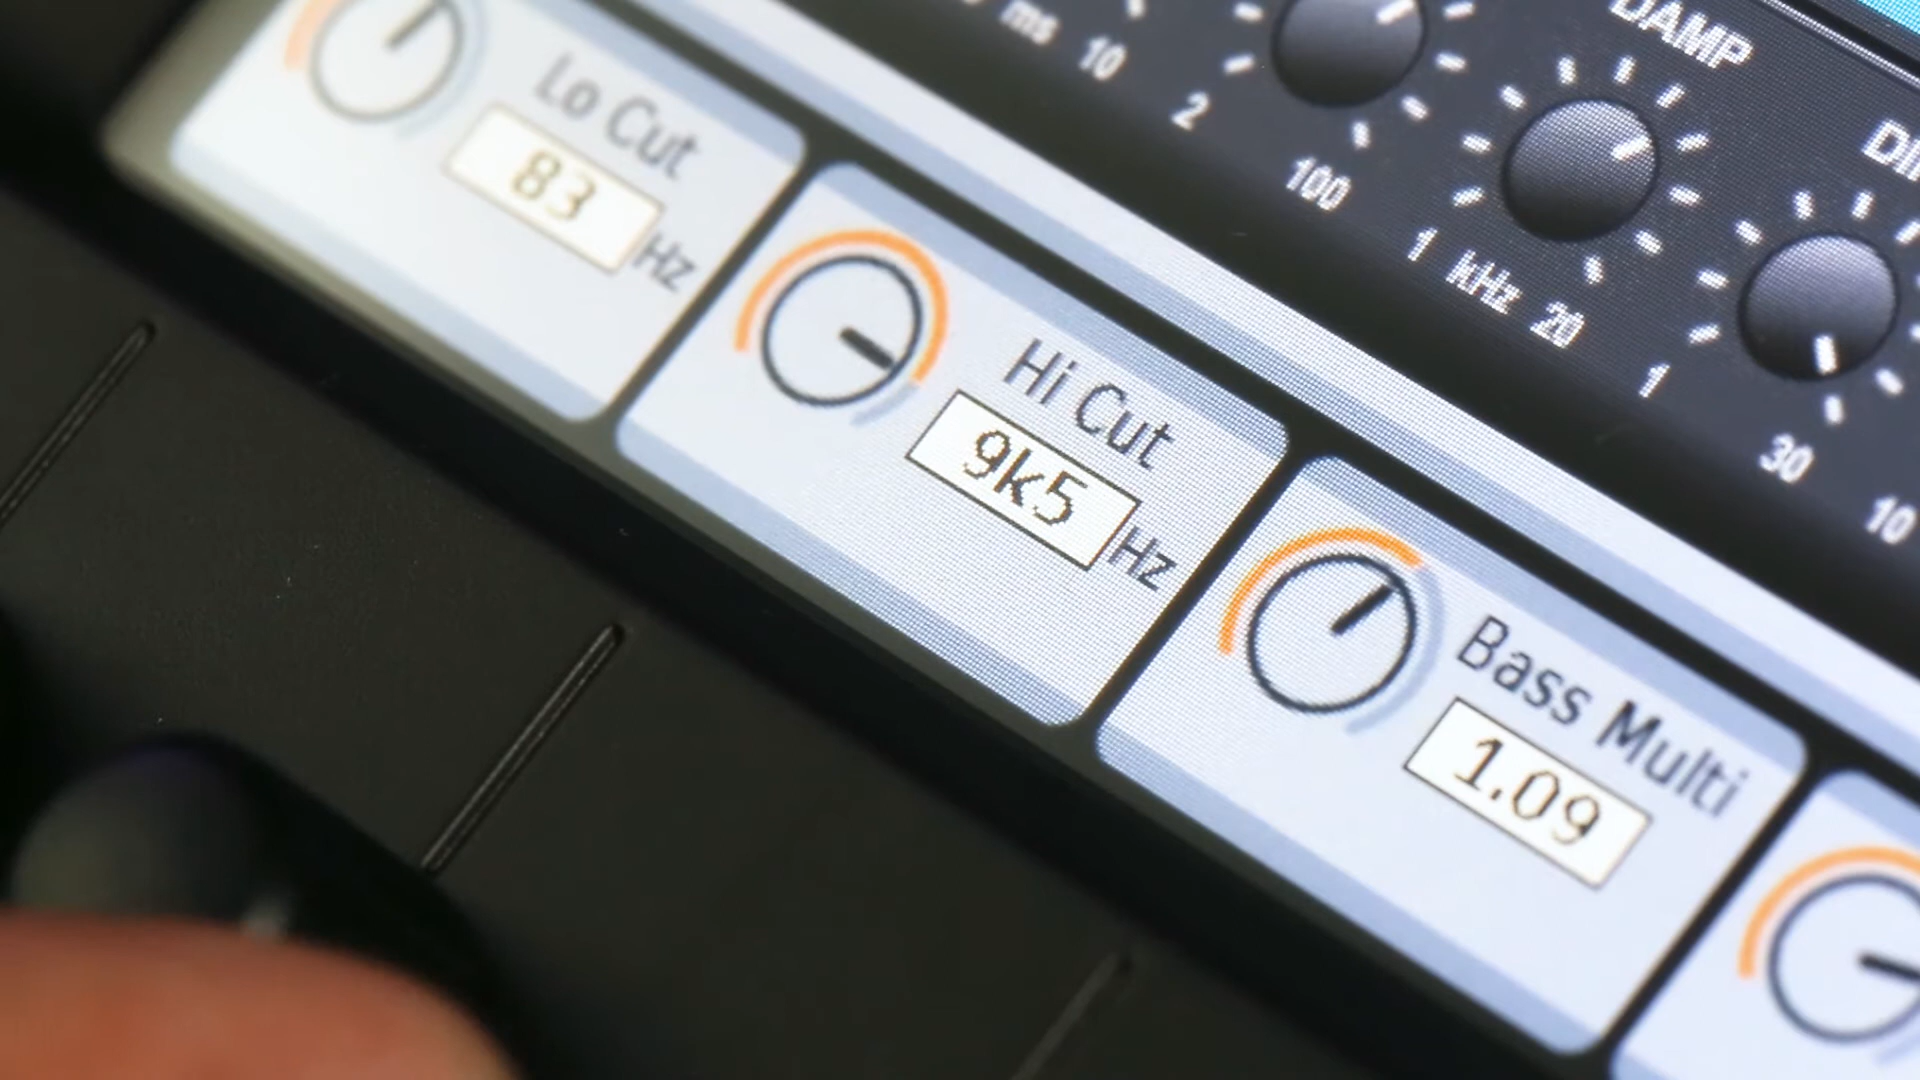 Lo Cut
83
Hz
Hi Cut
9k5
Hz
Bass Multi
1.09
ms
10
2
100
DAMP
1 kHz 20
1
30
10